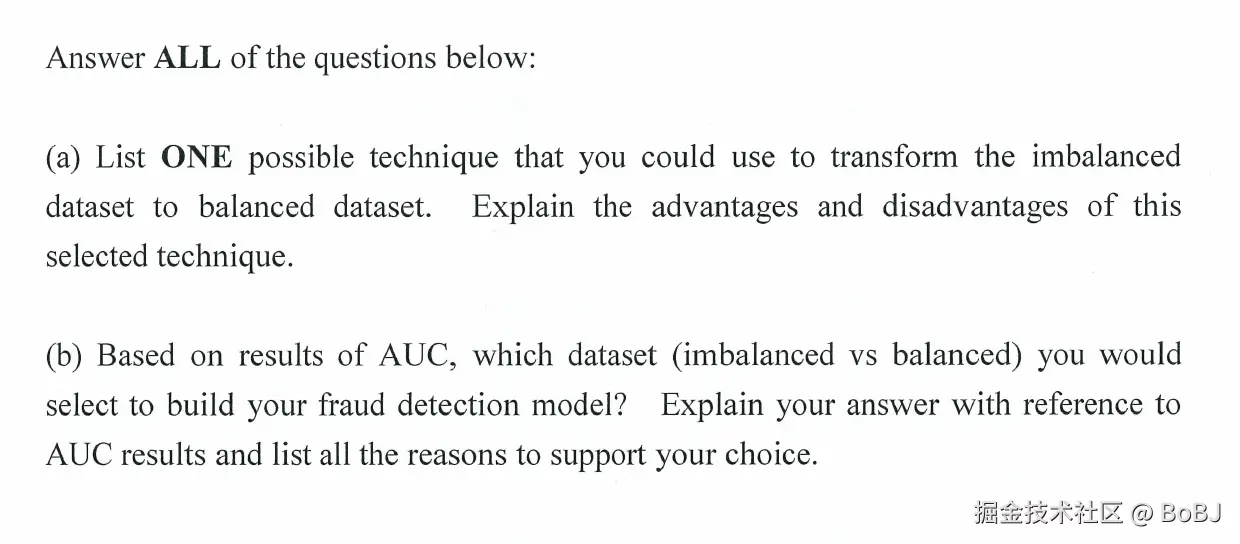 Answer ALL of the questions below:
(a) List ONE possible technique that you could use to transform the imbalanced
dataset to balanced dataset. Explain the advantages and disadvantages of this
selected technique.
(b) Based on results of AUC, which dataset (imbalanced vs balanced) you would
select to build your fraud detection model? Explain your answer with reference to
AUC results and list all the reasons to support your choice.
掘金技术社区 @ BoBJ